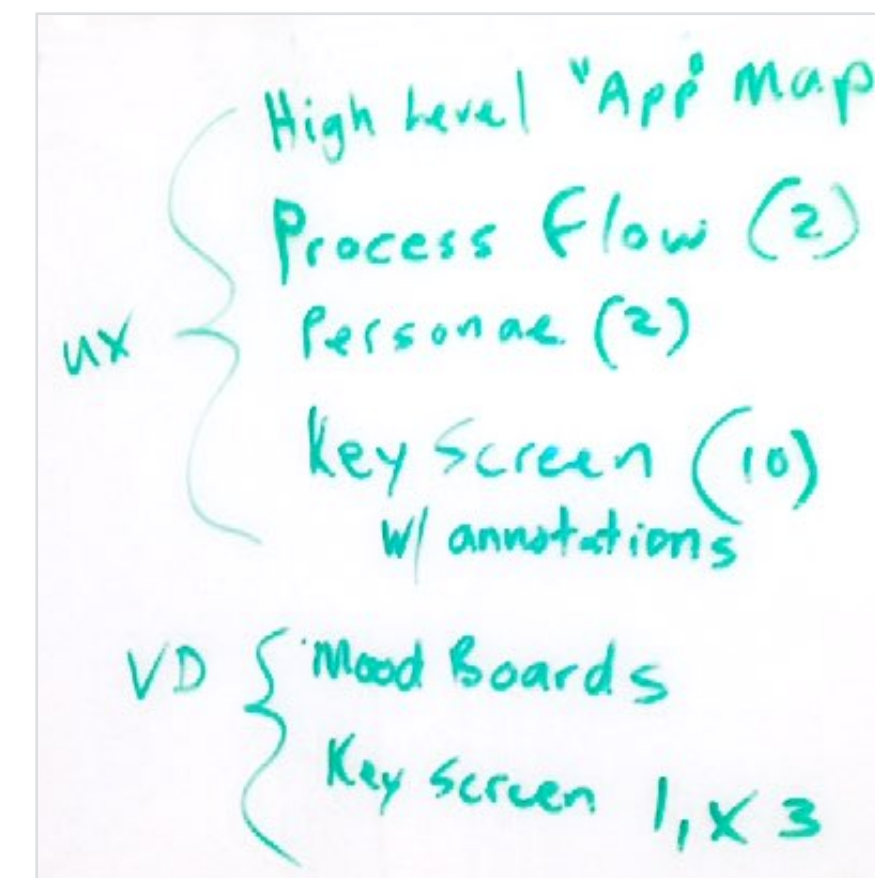 High Level "App" Map
Process Flow (2)
UX
Personae (2)
Key Screen (10)
w/ annotations
VD
Mood Boards
Key Screen 1, x 3